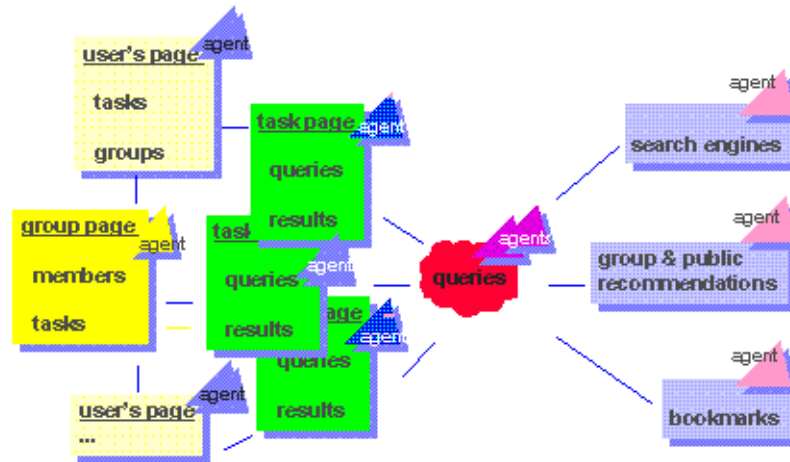 agent
user's page
tasks
groups
agent
task page
queries
results
agent
group page
members
tasks
agent
task
queries
results
agent
page
queries
results
agent
user's page
...
agents
queries
agent
search engines
agent
group & public
recommendations
agent
bookmarks